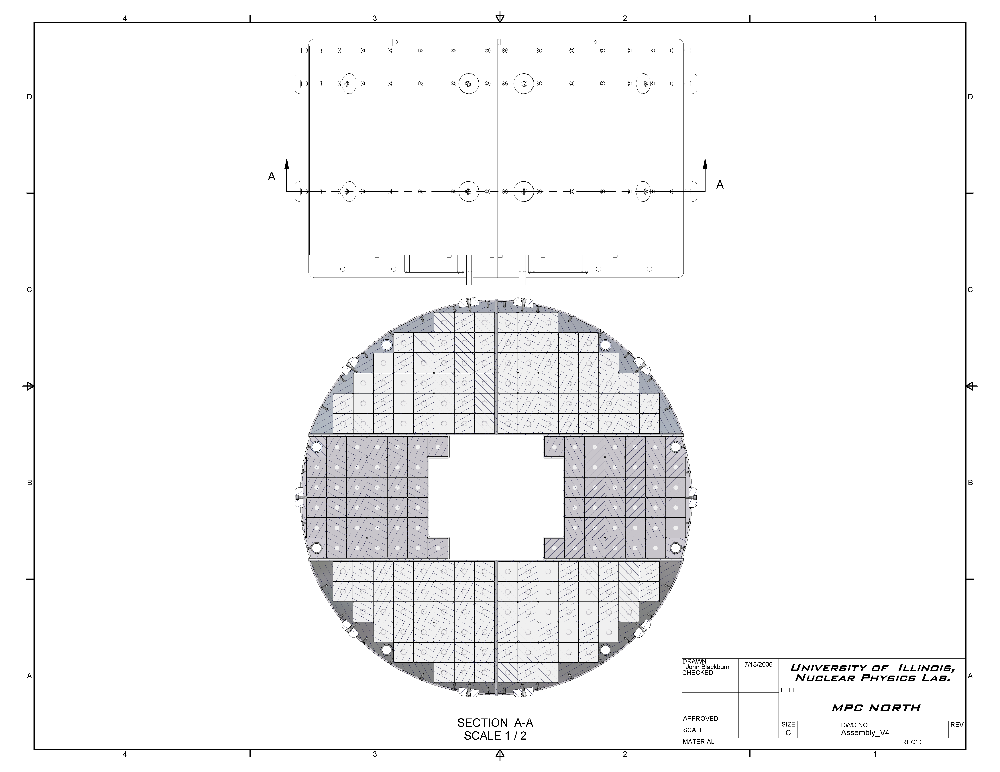 4 3 2 1
D D
A A
C C
B B
DRAWN
John Blackburn 7/13/2006
CHECKED
UNIVERSITY OF ILLINOIS,
NUCLEAR PHYSICS LAB.
A A
TITLE
MPC NORTH
APPROVED
SECTION A-A
SCALE 1 / 2
SIZE
C
DWG NO
Assembly_V4
REV
SCALE
MATERIAL
REQ'D
4 3 2 1